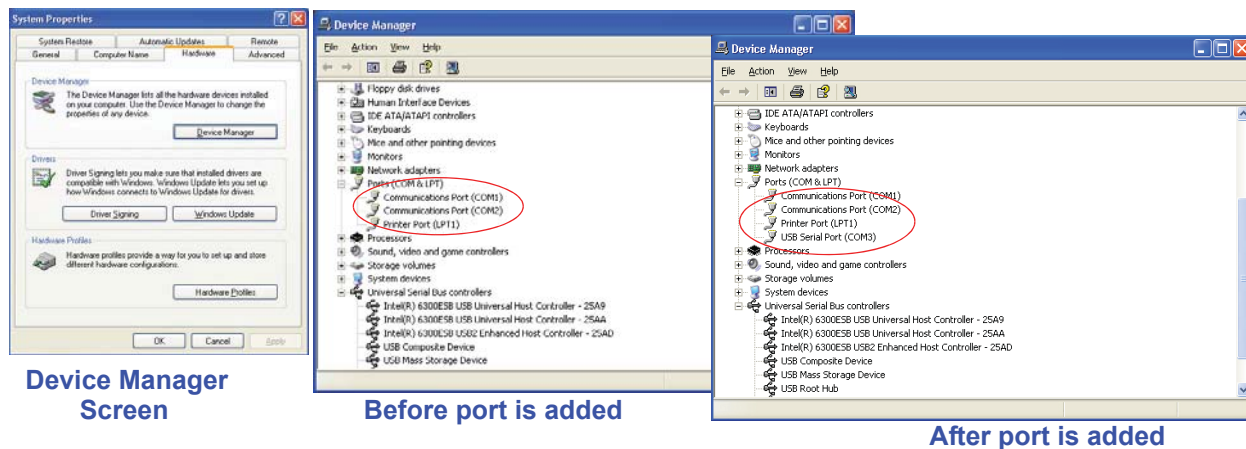 System Properties
System Restore Automatic Updates Remote
General Computer Name Hardware Advanced
Device Manager
The Device Manager lists all the hardware devices installed
on your computer. Use the Device Manager to change the
properties of any device.
Device Manager
Drivers
Driver Signing lets you make sure that installed drivers are
compatible with Windows. Windows Update lets you set up
how Windows connects to Windows Update for drivers.
Driver Signing Windows Update
Hardware Profiles
Hardware profiles provide a way for you to set up and store
different hardware configurations.
Hardware Profiles
OK Cancel Apply
Device Manager
Screen
Device Manager
File Action View Help
Floppy disk drives
Human Interface Devices
IDE ATA/ATAPI controllers
Keyboards
Mice and other pointing devices
Monitors
Network adapters
Ports (COM & LPT)
Communications Port (COM1)
Communications Port (COM2)
Printer Port (LPT1)
Processors
Sound, video and game controllers
Storage volumes
System devices
Universal Serial Bus controllers
Intel(R) 6300ESB USB Universal Host Controller - 25A9
Intel(R) 6300ESB USB Universal Host Controller - 25AA
Intel(R) 6300ESB USB2 Enhanced Host Controller - 25AD
USB Composite Device
USB Mass Storage Device
Before port is added
Device Manager
File Action View Help
IDE ATA/ATAPI controllers
Keyboards
Mice and other pointing devices
Monitors
Network adapters
Ports (COM & LPT)
Communications Port (COM1)
Communications Port (COM2)
Printer Port (LPT1)
USB Serial Port (COM3)
Processors
Sound, video and game controllers
Storage volumes
System devices
Universal Serial Bus controllers
Intel(R) 6300ESB USB Universal Host Controller - 25A9
Intel(R) 6300ESB USB Universal Host Controller - 25AA
Intel(R) 6300ESB USB2 Enhanced Host Controller - 25AD
USB Composite Device
USB Mass Storage Device
USB Root Hub
After port is added